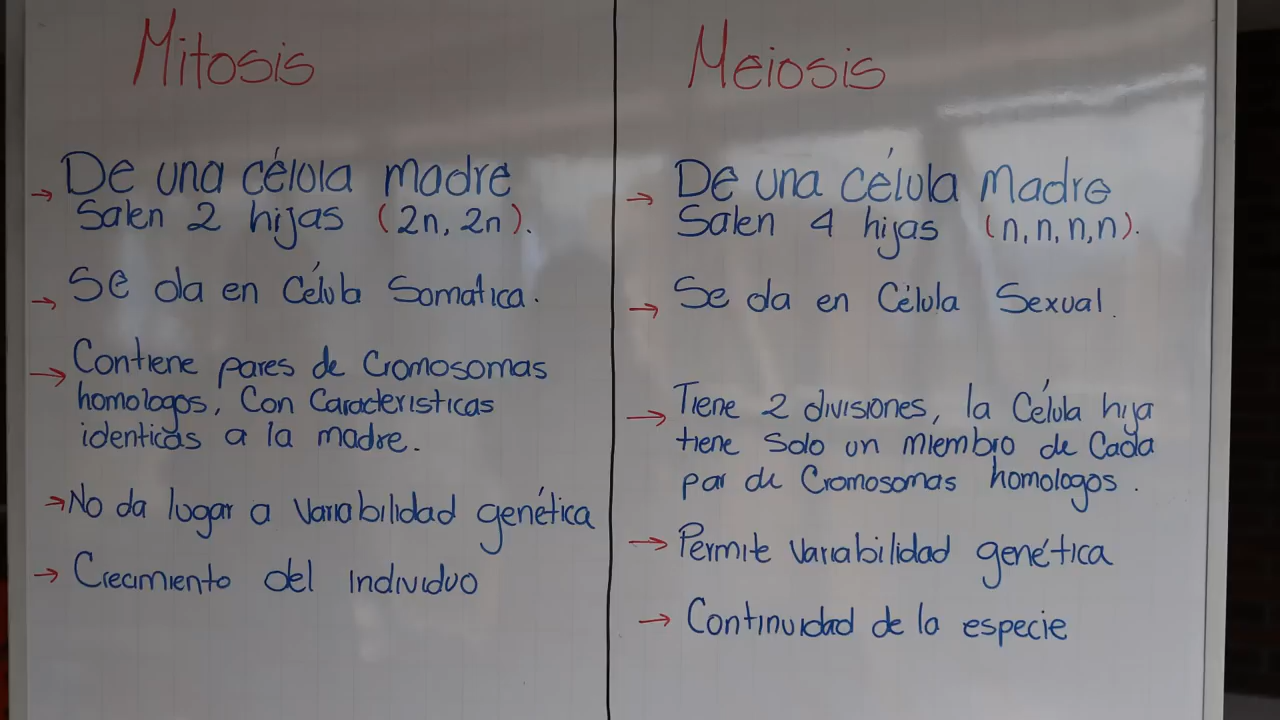 Mitosis
→ De una célula madre
Salen 2 hijas (2n, 2n).
→ Se da en Célula Somática.
→ Contiene pares de Cromosomas
homologos, Con Caracteristicas
identicas a la madre.
→ No da lugar a Variabilidad genética
→ Crecimiento del individuo
Meiosis
→ De una célula Madre
Salen 4 hijas (n, n, n, n).
→ Se da en Célula Sexual.
→ Tiene 2 divisiones, la Célula hija
tiene Solo un miembro de Cada
par de Cromosomas homologos.
→ Permite Variabilidad genética
→ Continuidad de la especie